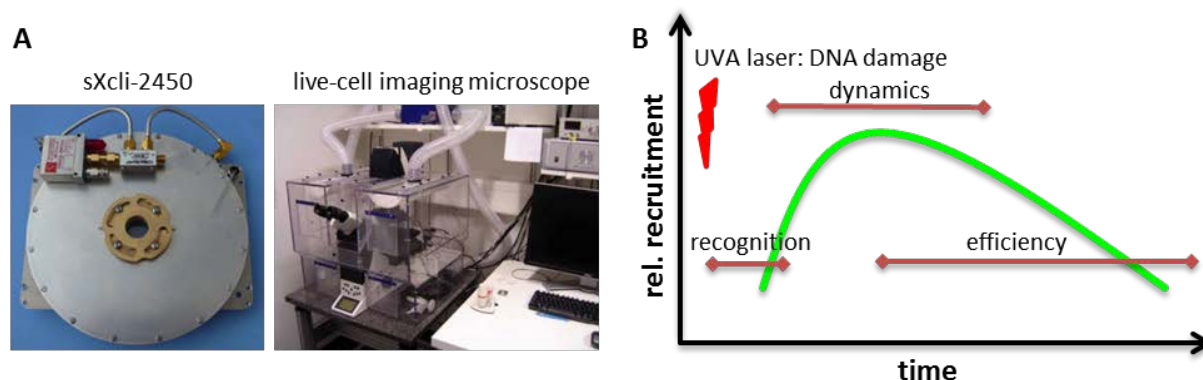 A
sXcli-2450
live-cell imaging microscope
B
UVA laser: DNA damage
dynamics
recognition
efficiency
rel. recruitment
time